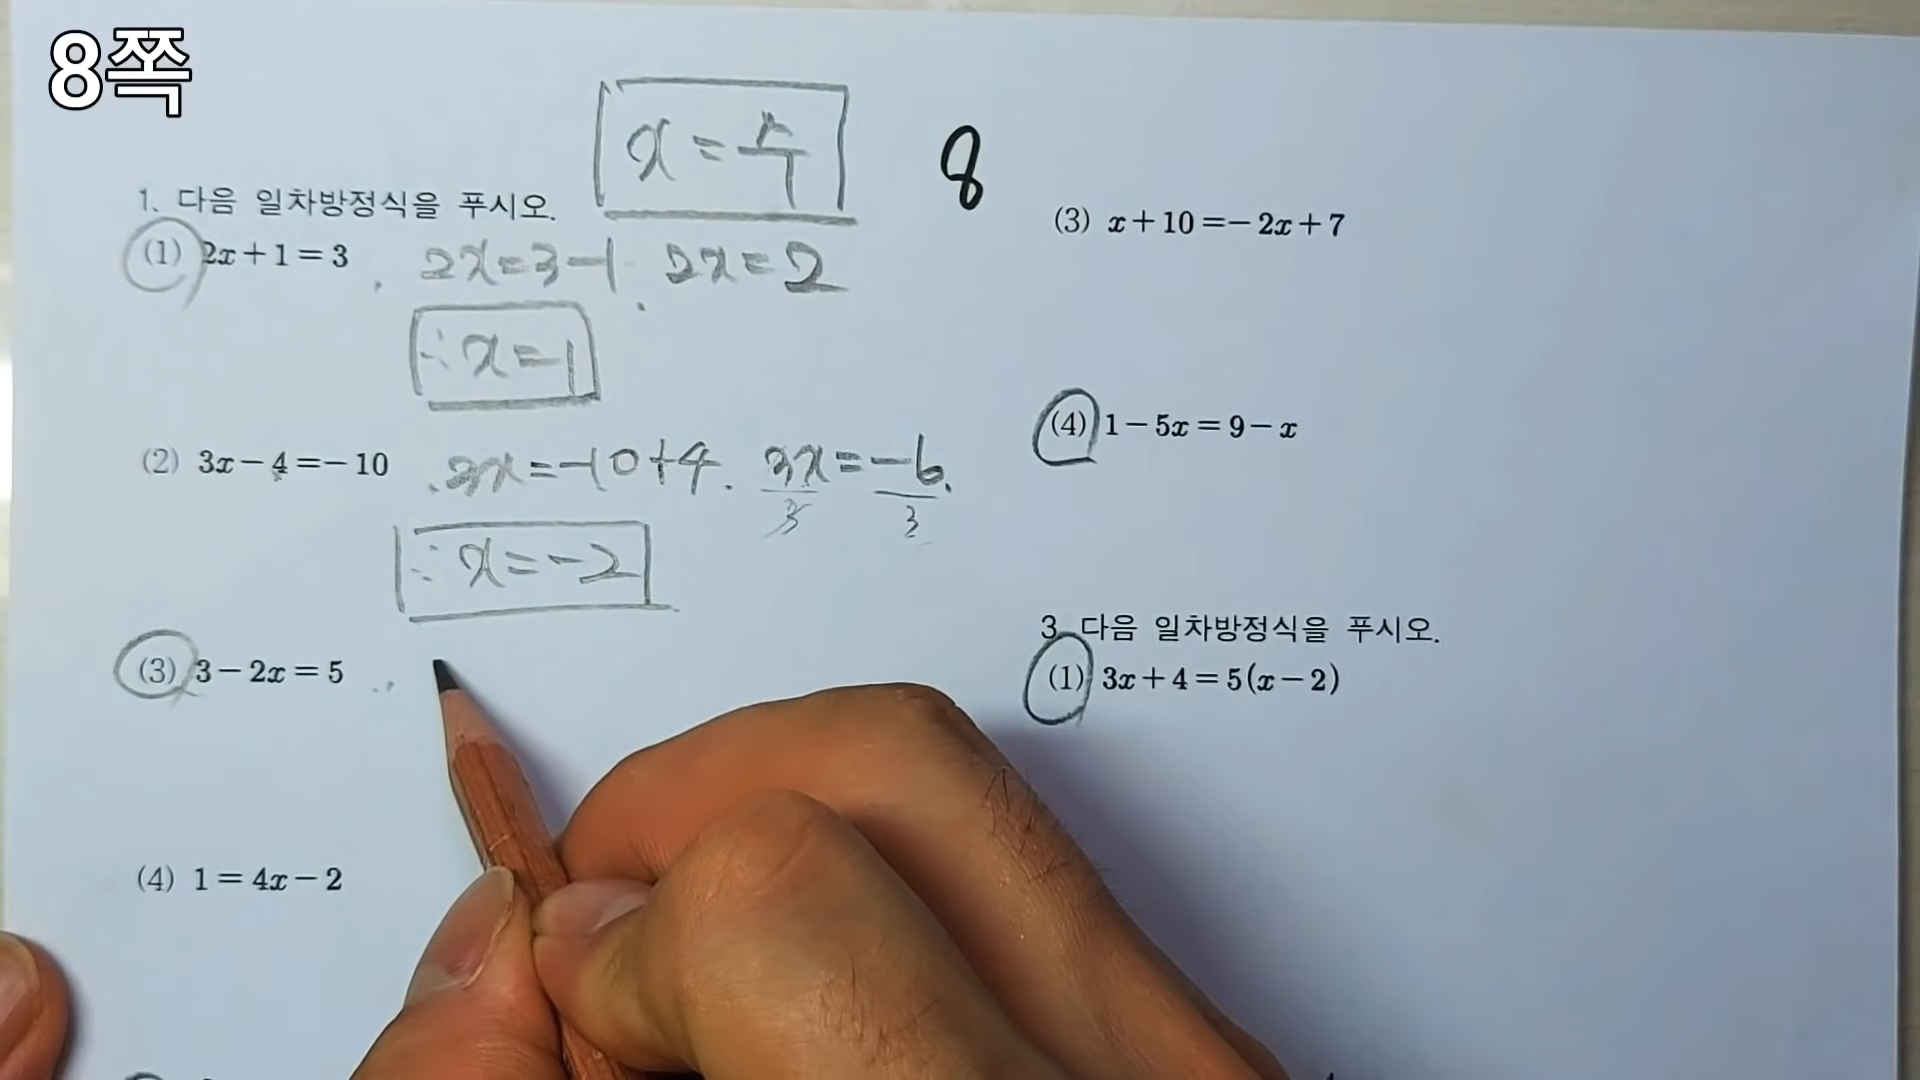 8쪽
x = 수
8
1. 다음 일차방정식을 푸시오.
(1) 2x+1=3 2x=3-1. 2x=2
∴ x=1
(2) 3x-4=-10 . 3x=-10+4. 3x/3=-6/3.
∴ x=-2
(3) 3-2x=5
(4) 1=4x-2
(3) x+10=-2x+7
(4) 1-5x=9-x
3. 다음 일차방정식을 푸시오.
(1) 3x+4=5(x-2)